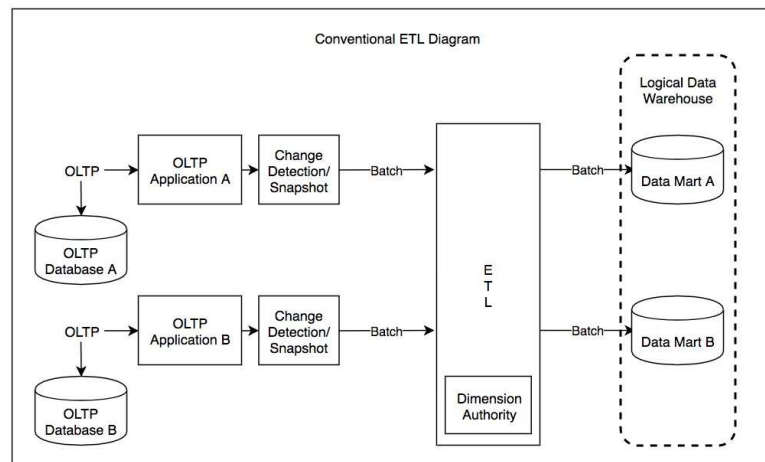 Conventional ETL Diagram
Logical Data
Warehouse
OLTP
OLTP
Application A
Change
Detection/
Snapshot
Batch
Batch
Data Mart A
OLTP
Database A
E
T
L
OLTP
OLTP
Application B
Change
Detection/
Snapshot
Batch
Batch
Data Mart B
OLTP
Database B
Dimension
Authority